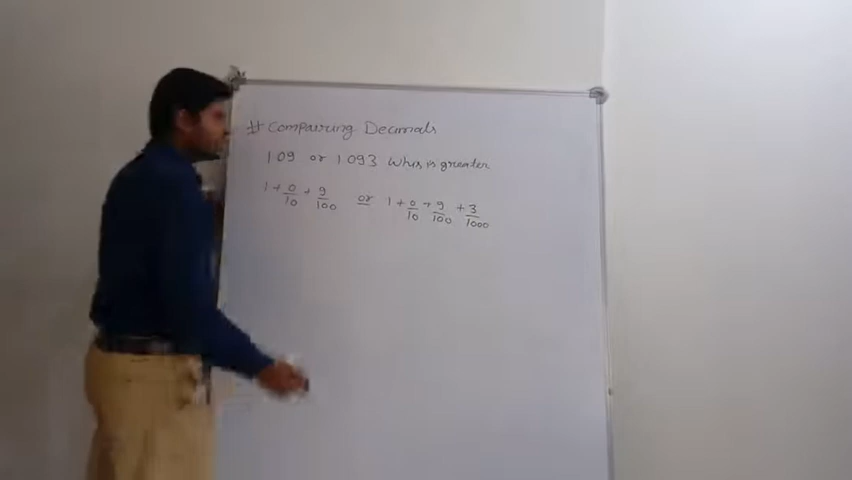 # Comparing Decimals
1.09 or 1.093 Whis is greater
1 + 0/10 + 9/100 or 1 + 0/10 + 9/100 + 3/1000